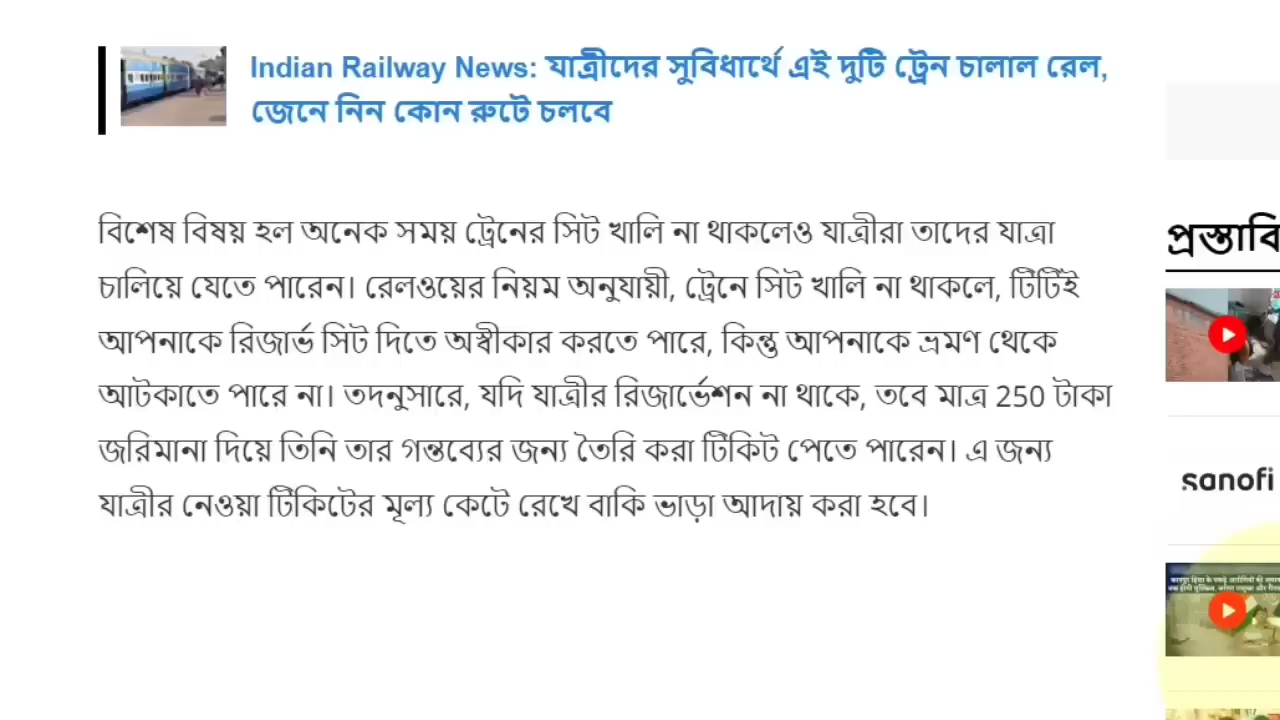 Indian Railway News: যাত্রীদের সুবিধার্থে এই দুটি ট্রেন চালাল রেল,
জেনে নিন কোন রুটে চলবে
বিশেষ বিষয় হল অনেক সময় ট্রেনের সিট খালি না থাকলেও যাত্রীরা তাদের যাত্রা
চালিয়ে যেতে পারেন। রেলওয়ের নিয়ম অনুযায়ী, ট্রেনে সিট খালি না থাকলে, টিটিই
আপনাকে রিজার্ভ সিট দিতে অস্বীকার করতে পারে, কিন্তু আপনাকে ভ্রমণ থেকে
আটকাতে পারে না। তদনুসারে, যদি যাত্রীর রিজার্ভেশন না থাকে, তবে মাত্র 250 টাকা
জরিমানা দিয়ে তিনি তার গন্তব্যের জন্য তৈরি করা টিকিট পেতে পারেন। এ জন্য
যাত্রীর নেওয়া টিকিটের মূল্য কেটে রেখে বাকি ভাড়া আদায় করা হবে।
প্রস্তাবি
sanofi